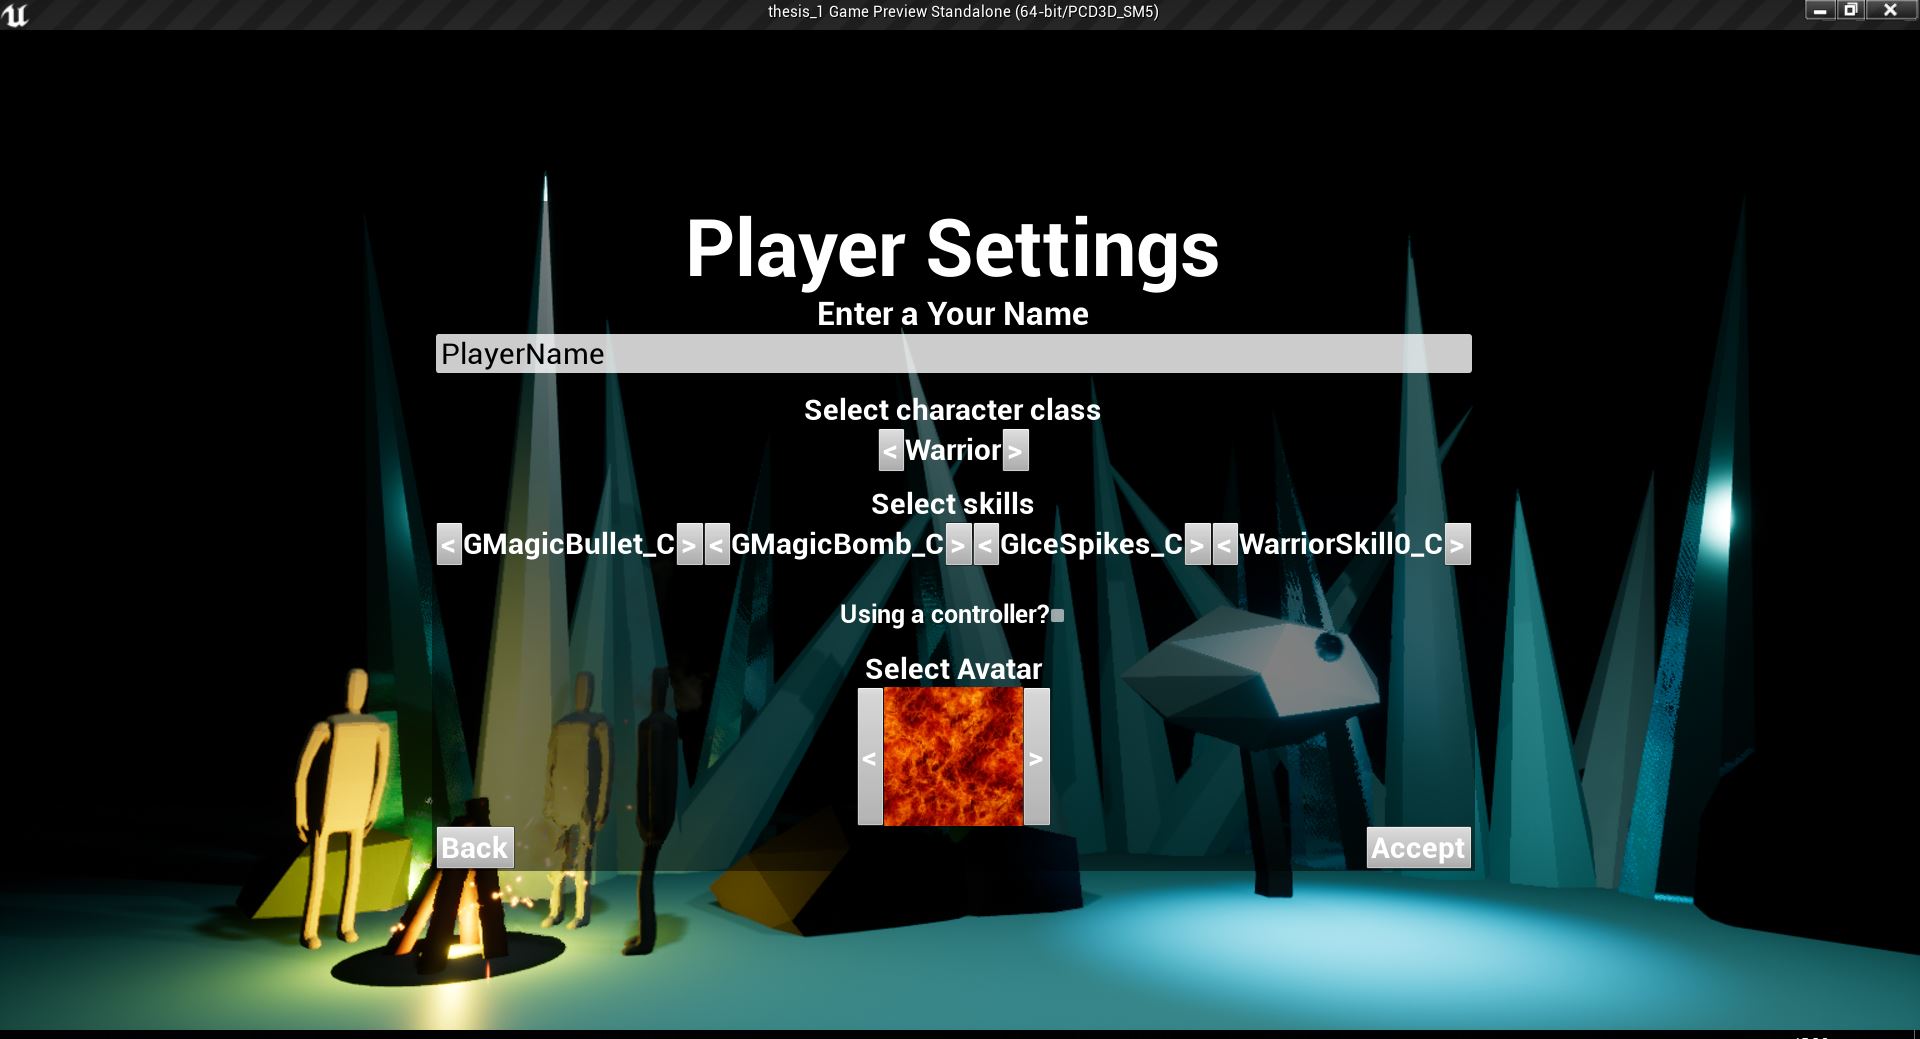 thesis_1 Game Preview Standalone (64-bit/PCD3D_SM5)
Player Settings
Enter a Your Name
PlayerName
Select character class
< Warrior >
Select skills
< GMagicBullet_C > < GMagicBomb_C > < GIceSpikes_C > < WarriorSkill0_C >
Using a controller?
Select Avatar
< >
Back Accept